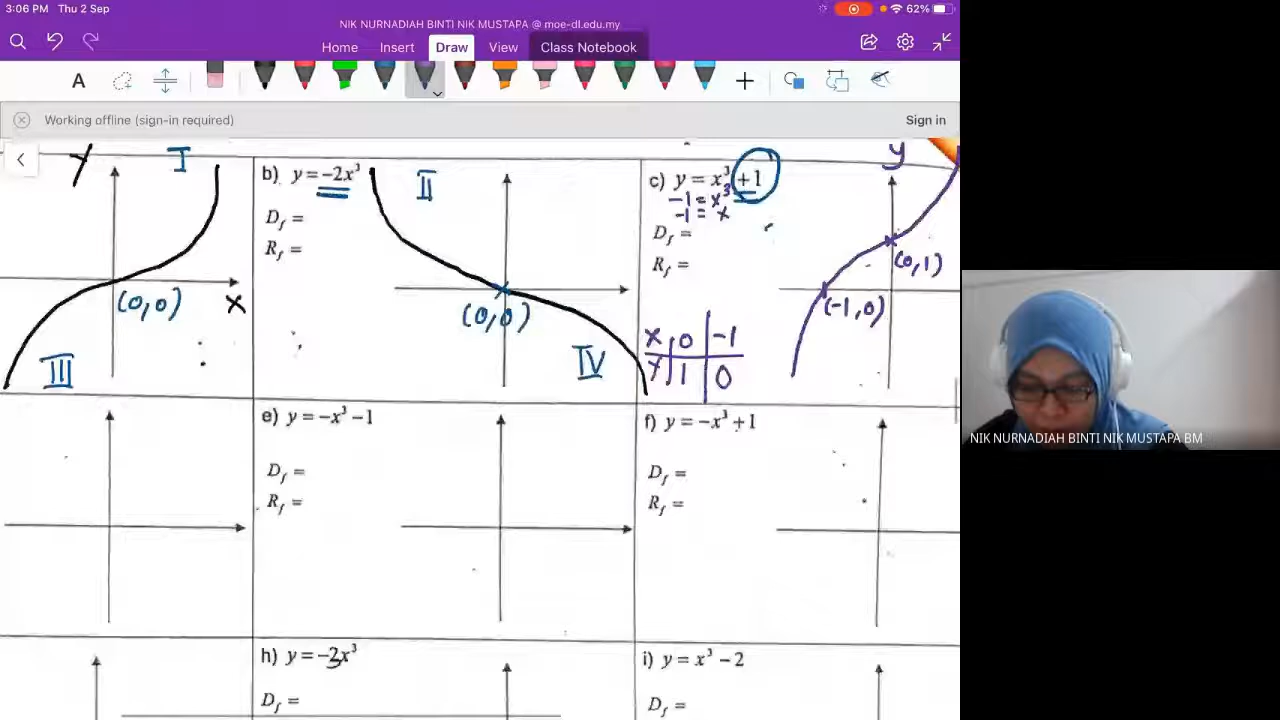 3:06 PM Thu 2 Sep
62%
NIK NURNADIAH BINTI NIK MUSTAPA @ moe-dl.edu.my
Home Insert Draw View Class Notebook
A
Working offline (sign-in required)
Sign in
y
I
(0,0)
x
III
b) y = -2x³
D_f =
R_f =
II
(0,0)
IV
c) y = x³ +1
-1 = x³
-1 = x
D_f =
R_f =
x 0 -1
y 1 0
y
(0,1)
(-1,0)
e) y = -x³ -1
D_f =
R_f =
f) y = -x³ +1
D_f =
R_f =
h) y = -2x³
D_f =
i) y = x³ - 2
D_f =
NIK NURNADIAH BINTI NIK MUSTAPA BM